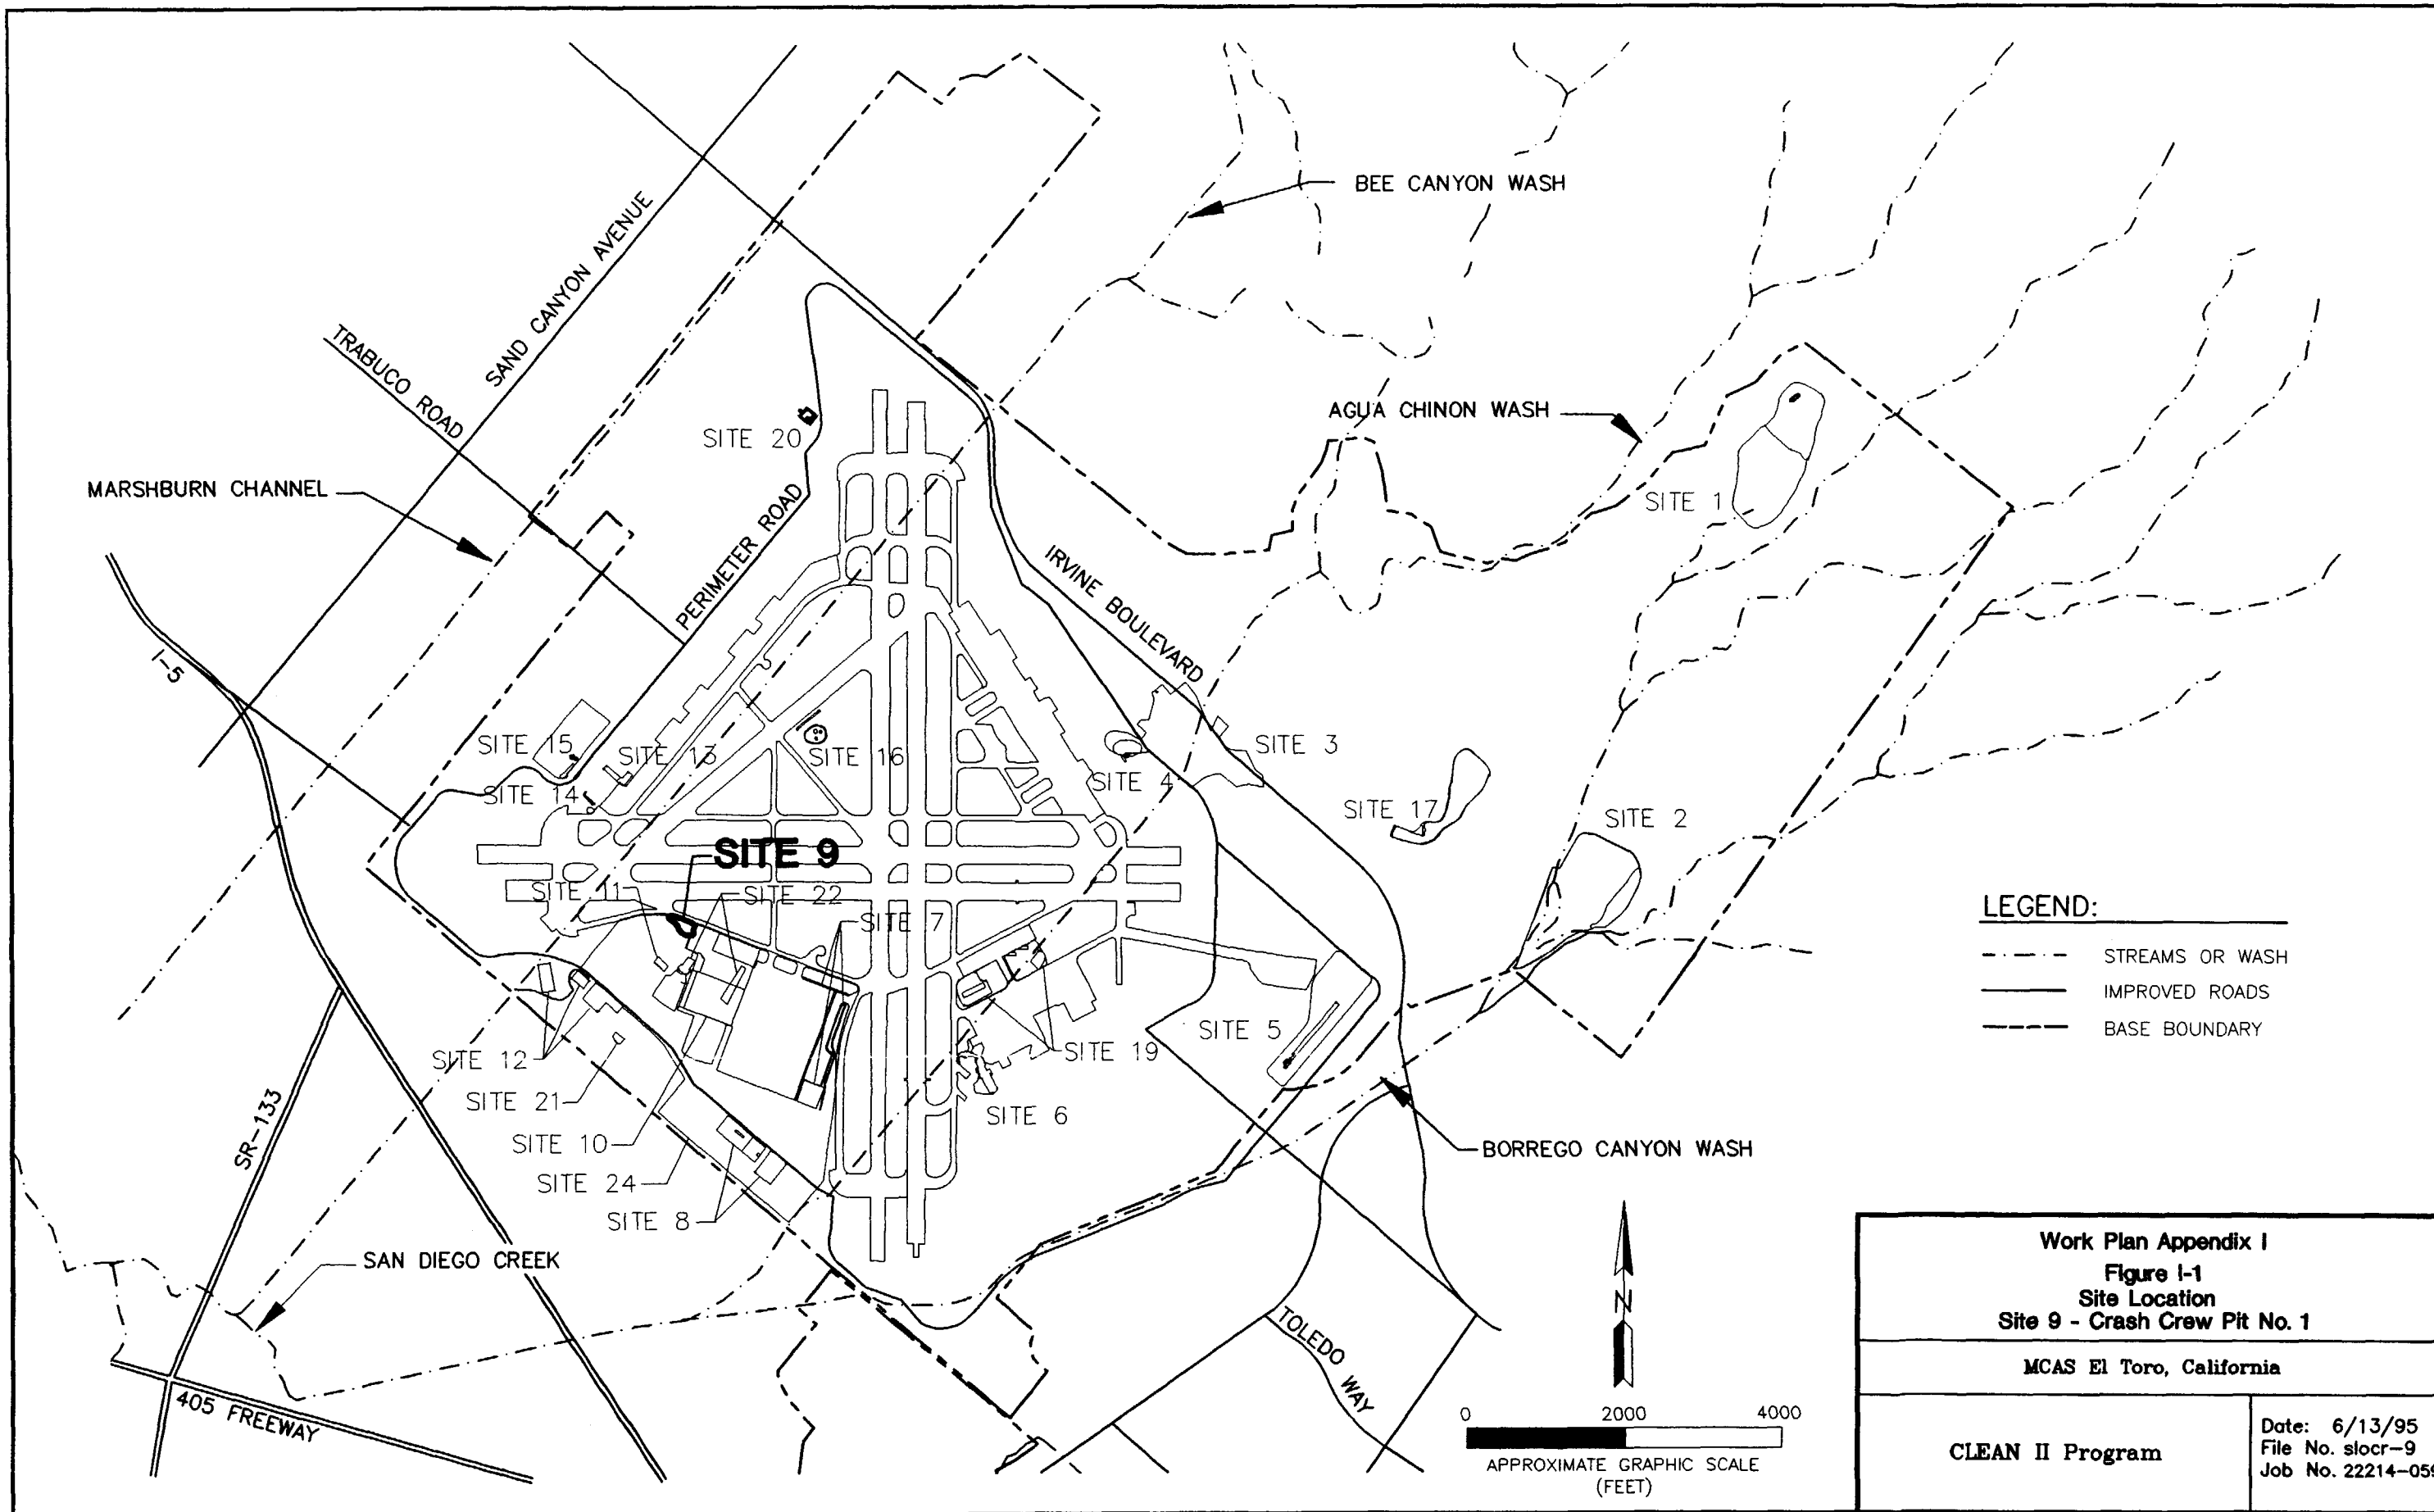 BEE CANYON WASH
SAND CANYON AVENUE
TRABUCO ROAD
AGUA CHINON WASH
SITE 20
MARSHBURN CHANNEL
SITE 1
PERIMETER ROAD
IRVINE BOULEVARD
I-5
SITE 15
SITE 13
SITE 16
SITE 3
SITE 4
SITE 14
SITE 17
SITE 2
SITE 9
SITE 11
SITE 22
SITE 7
LEGEND:
STREAMS OR WASH
IMPROVED ROADS
BASE BOUNDARY
SITE 5
SITE 12
SITE 19
SITE 21
SITE 6
SR-133
SITE 10
BORREGO CANYON WASH
SITE 24
SITE 8
SAN DIEGO CREEK
N
TOLEDO WAY
405 FREEWAY
0 2000 4000
APPROXIMATE GRAPHIC SCALE
(FEET)
Work Plan Appendix I
Figure I-1
Site Location
Site 9 - Crash Crew Pit No. 1
MCAS El Toro, California
CLEAN II Program
Date: 6/13/95
File No. slocr-9
Job No. 22214-059